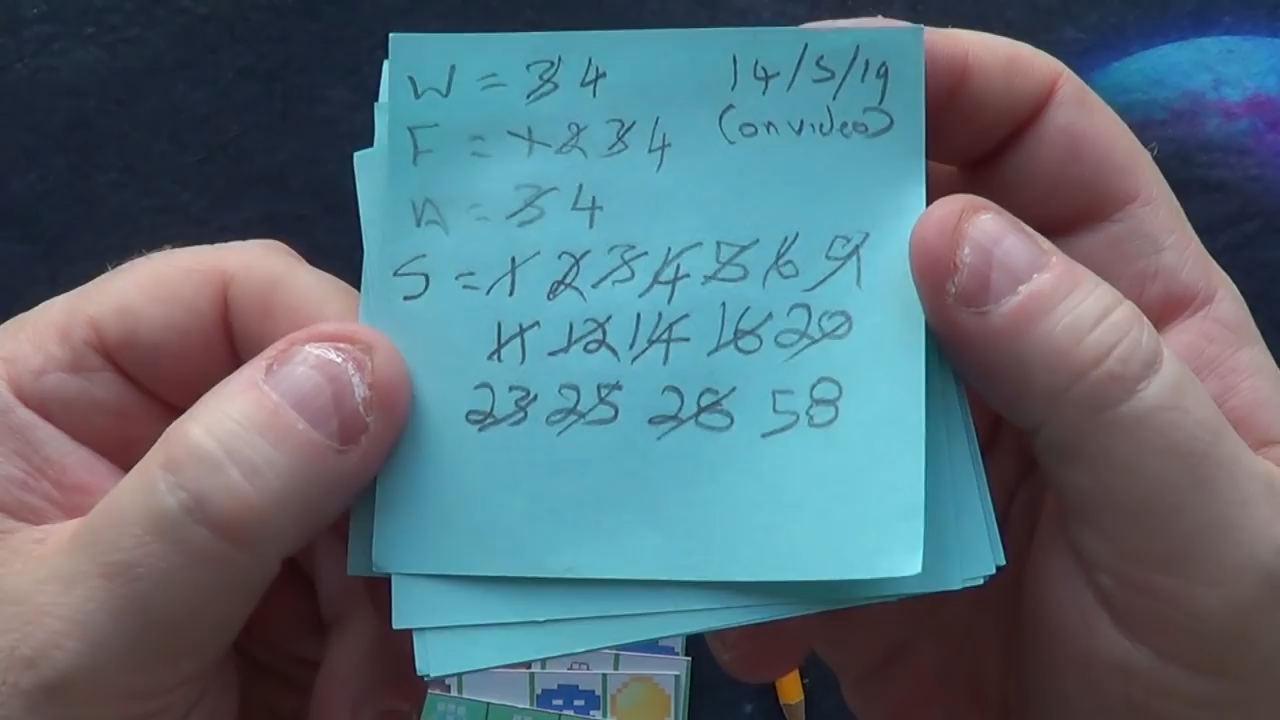 W = 3 4 14/5/19
F = 1 2 3 4 (on video)
A = 3 4
S = 1 2 3 4 5 6 9
11 12 14 16 20
23 25 28 58